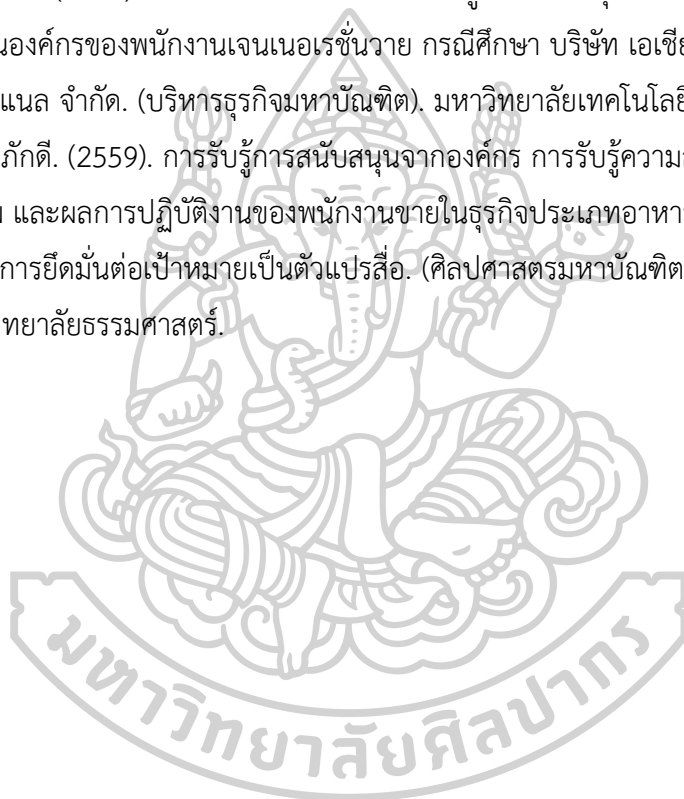 นองค์กรของพนักงานเจนเนอเรชั่นวาย กรณีศึกษา บริษัท เอเชีย
แนล จำกัด. (บริหารธุรกิจมหาบัณฑิต). มหาวิทยาลัยเทคโนโลยี
ภักดี. (2559). การรับรู้การสนับสนุนจากองค์กร การรับรู้ความ
และผลการปฏิบัติงานของพนักงานขายในธุรกิจประเภทอาหาร
การยึดมั่นต่อเป้าหมายเป็นตัวแปรสื่อ. (ศิลปศาสตรมหาบัณฑิต
ทยาลัยธรรมศาสตร์.
มหาวิทยาลัยศิลปากร